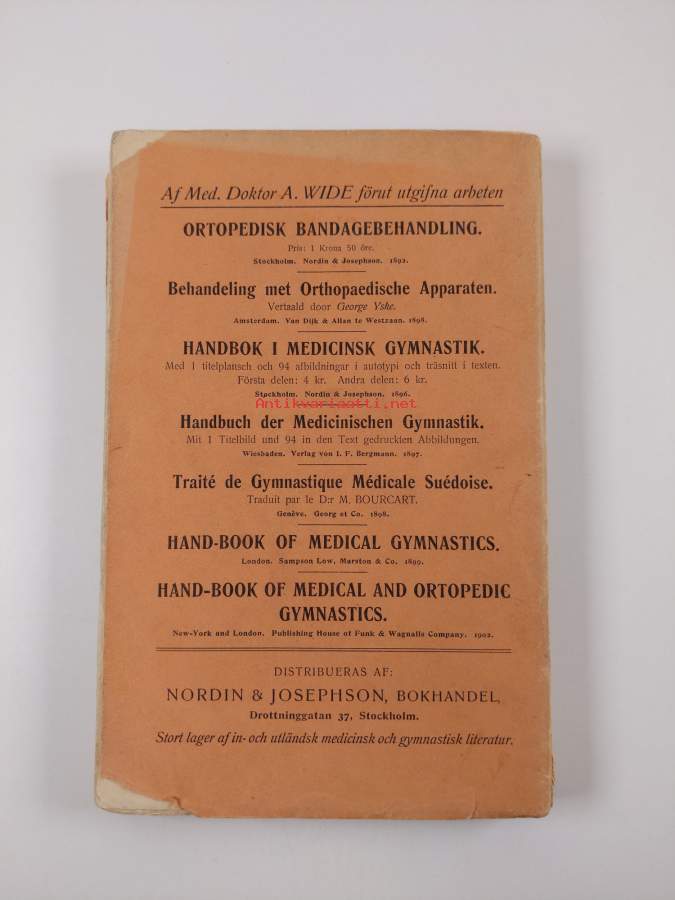 Af Med. Doktor A. WIDE förut utgifna arbeten
ORTOPEDISK BANDAGEBEHANDLING.
Pris: 1 Krona 50 öre.
Stockholm. Nordin & Josephson. 1892.
Behandeling met Orthopaedische Apparaten.
Vertaald door George Yske.
Amsterdam. Van Dijk & Allan te Westzaan. 1898.
HANDBOK I MEDICINSK GYMNASTIK.
Med 1 titelplansch och 94 afbildningar i autotypi och träsnitt i texten.
Första delen: 4 kr. Andra delen: 6 kr.
Stockholm. Nordin & Josephson. 1896.
Antikvariaatti.net
Handbuch der Medicinischen Gymnastik.
Mit 1 Titelbild und 94 in den Text gedruckten Abbildungen.
Wiesbaden. Verlag von I. F. Bergmann. 1897.
Traité de Gymnastique Médicale Suédoise.
Traduit par le D:r M. BOURCART.
Genève. Georg et Co. 1898.
HAND-BOOK OF MEDICAL GYMNASTICS.
London. Sampson Low, Marston & Co. 1899.
HAND-BOOK OF MEDICAL AND ORTOPEDIC
GYMNASTICS.
New-York and London. Publishing House of Funk & Wagnalls Company. 1902.
DISTRIBUERAS AF:
NORDIN & JOSEPHSON, BOKHANDEL,
Drottninggatan 37, Stockholm.
Stort lager af in- och utländsk medicinsk och gymnastisk literatur.